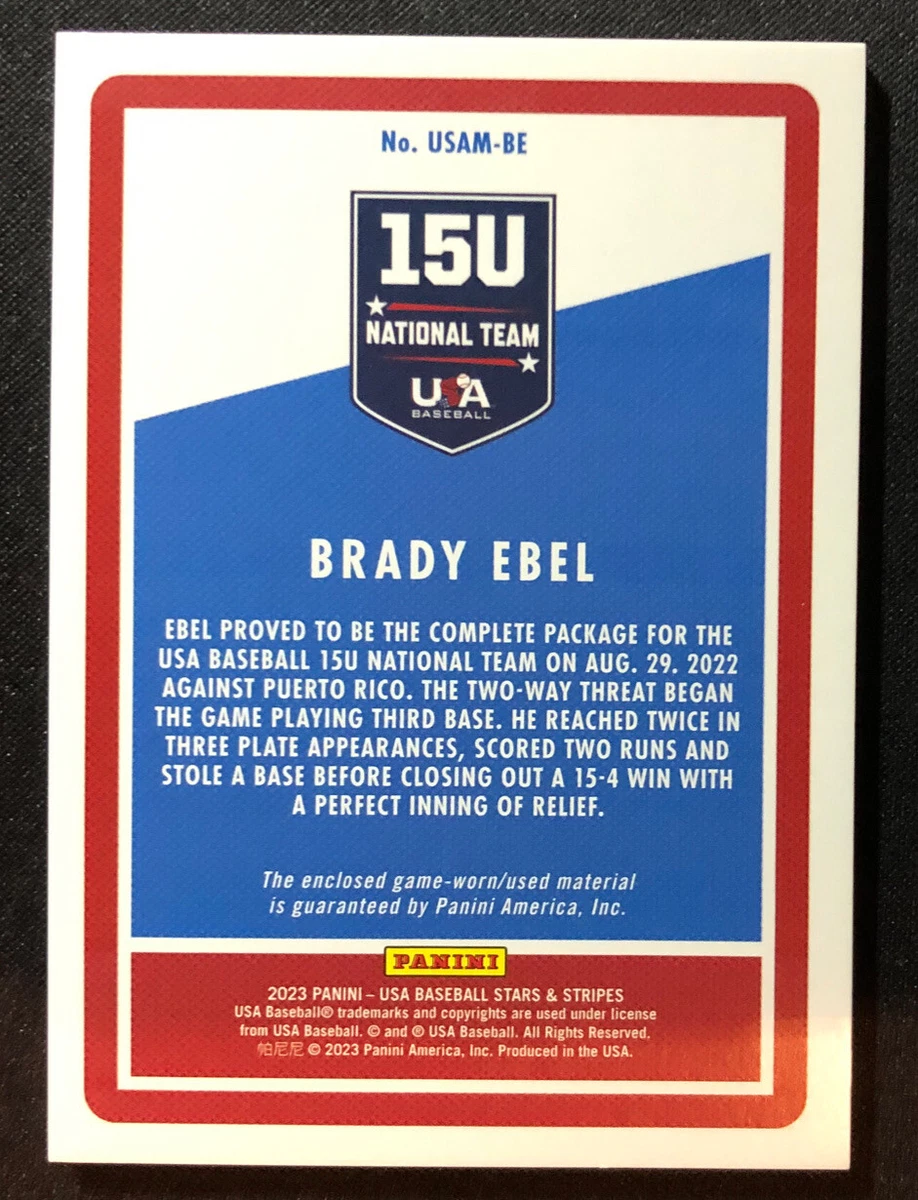 No. USAM-BE
15U
NATIONAL TEAM
USA
BASEBALL
BRADY EBEL
EBEL PROVED TO BE THE COMPLETE PACKAGE FOR THE
USA BASEBALL 15U NATIONAL TEAM ON AUG. 29. 2022
AGAINST PUERTO RICO. THE TWO-WAY THREAT BEGAN
THE GAME PLAYING THIRD BASE. HE REACHED TWICE IN
THREE PLATE APPEARANCES, SCORED TWO RUNS AND
STOLE A BASE BEFORE CLOSING OUT A 15-4 WIN WITH
A PERFECT INNING OF RELIEF.
The enclosed game-worn/used material
is guaranteed by Panini America, Inc.
PANINI
2023 PANINI – USA BASEBALL STARS & STRIPES
USA Baseball® trademarks and copyrights are used under license
from USA Baseball. © and ® USA Baseball. All Rights Reserved.
帕尼尼 © 2023 Panini America, Inc. Produced in the USA.